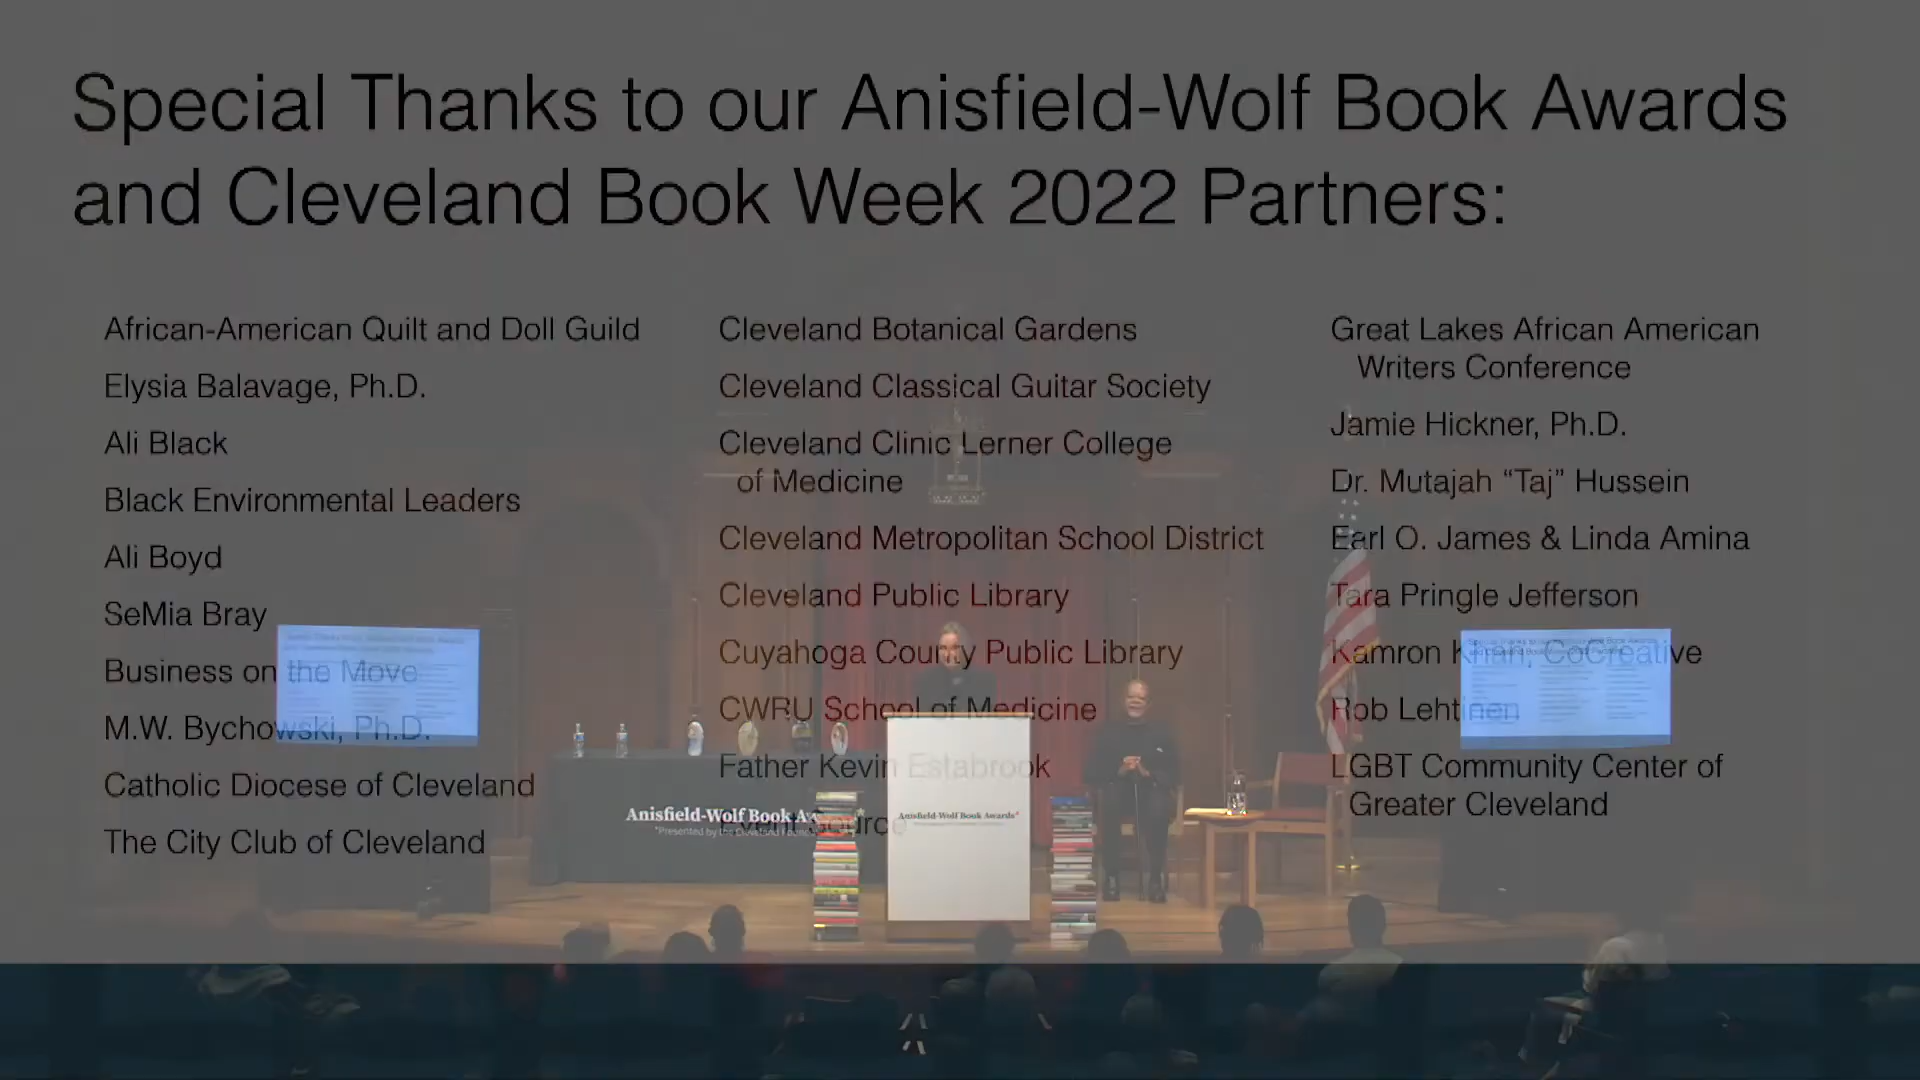 Special Thanks to our Anisfield-Wolf Book Awards
and Cleveland Book Week 2022 Partners:
African-American Quilt and Doll Guild
Elysia Balavage, Ph.D.
Ali Black
Black Environmental Leaders
Ali Boyd
SeMia Bray
Business on the Move
M.W. Bychowski, Ph.D.
Catholic Diocese of Cleveland
The City Club of Cleveland
Cleveland Botanical Gardens
Cleveland Classical Guitar Society
Cleveland Clinic Lerner College
of Medicine
Cleveland Metropolitan School District
Cleveland Public Library
Cuyahoga County Public Library
CWRU School of Medicine
Father Kevin Estabrook
Event Source
Great Lakes African American
Writers Conference
Jamie Hickner, Ph.D.
Dr. Mutajah “Taj” Hussein
Earl O. James & Linda Amina
Tara Pringle Jefferson
Kamron Khan, CoCreative
Rob Lehtinen
LGBT Community Center of
Greater Cleveland
Anisfield-Wolf Book
"Presented by the Cleveland
Anisfield-Wolf Book Awards